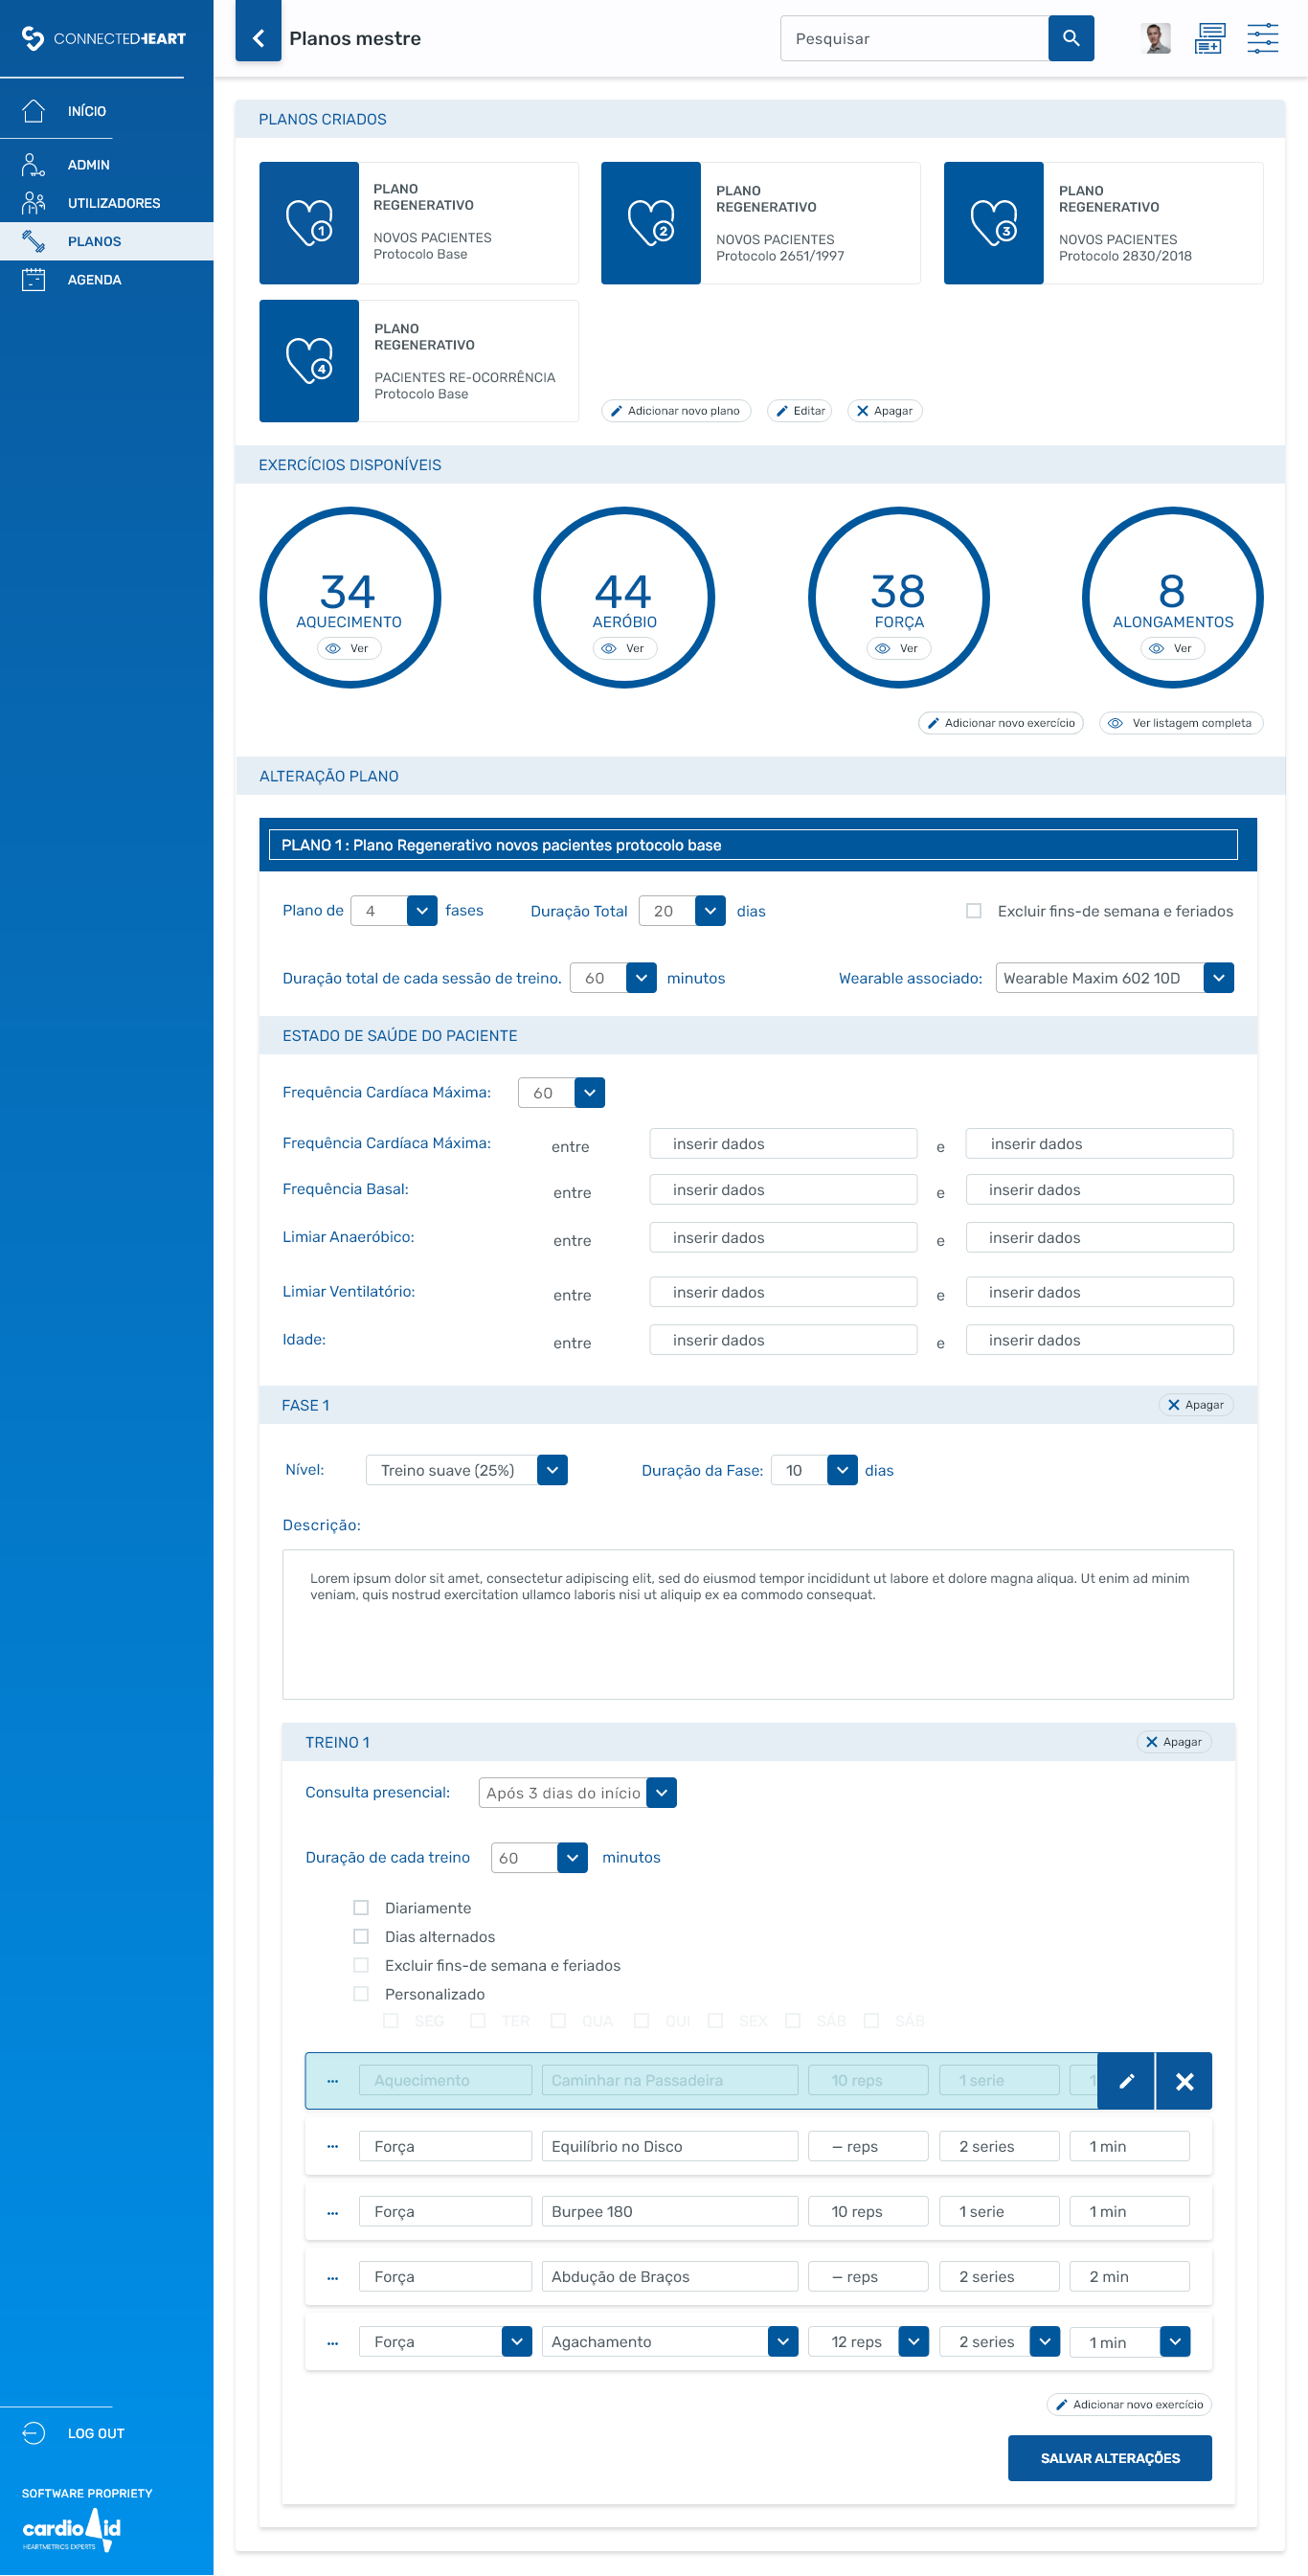 CONNECTEDHEART
INÍCIO
ADMIN
UTILIZADORES
PLANOS
AGENDA
LOG OUT
SOFTWARE PROPRIETY
cardio id
HEARTMETRICS EXPERTS
Planos mestre
Pesquisar
PLANOS CRIADOS
1
PLANO
REGENERATIVO
NOVOS PACIENTES
Protocolo Base
2
PLANO
REGENERATIVO
NOVOS PACIENTES
Protocolo 2651/1997
3
PLANO
REGENERATIVO
NOVOS PACIENTES
Protocolo 2830/2018
4
PLANO
REGENERATIVO
PACIENTES RE-OCORRÊNCIA
Protocolo Base
Adicionar novo plano
Editar
Apagar
EXERCÍCIOS DISPONÍVEIS
34
AQUECIMENTO
Ver
44
AERÓBIO
Ver
38
FORÇA
Ver
8
ALONGAMENTOS
Ver
Adicionar novo exercício
Ver listagem completa
ALTERAÇÃO PLANO
PLANO 1 : Plano Regenerativo novos pacientes protocolo base
Plano de 4 fases Duração Total 20 dias Excluir fins-de semana e feriados
Duração total de cada sessão de treino. 60 minutos Wearable associado: Wearable Maxim 602 10D
ESTADO DE SAÚDE DO PACIENTE
Frequência Cardíaca Máxima: 60
Frequência Cardíaca Máxima: entre inserir dados e inserir dados
Frequência Basal: entre inserir dados e inserir dados
Limiar Anaeróbico: entre inserir dados e inserir dados
Limiar Ventilatório: entre inserir dados e inserir dados
Idade: entre inserir dados e inserir dados
FASE 1 Apagar
Nível: Treino suave (25%) Duração da Fase: 10 dias
Descrição:
Lorem ipsum dolor sit amet, consectetur adipiscing elit, sed do eiusmod tempor incididunt ut labore et dolore magna aliqua. Ut enim ad minim
veniam, quis nostrud exercitation ullamco laboris nisi ut aliquip ex ea commodo consequat.
TREINO 1 Apagar
Consulta presencial: Após 3 dias do início
Duração de cada treino 60 minutos
Diariamente
Dias alternados
Excluir fins-de semana e feriados
Personalizado
SEG TER QUA QUI SEX SÁB SÁB
... Aquecimento Caminhar na Passadeira 10 reps 1 serie 1
... Força Equilíbrio no Disco — reps 2 series 1 min
... Força Burpee 180 10 reps 1 serie 1 min
... Força Abdução de Braços — reps 2 series 2 min
... Força Agachamento 12 reps 2 series 1 min
Adicionar novo exercício
SALVAR ALTERAÇÕES